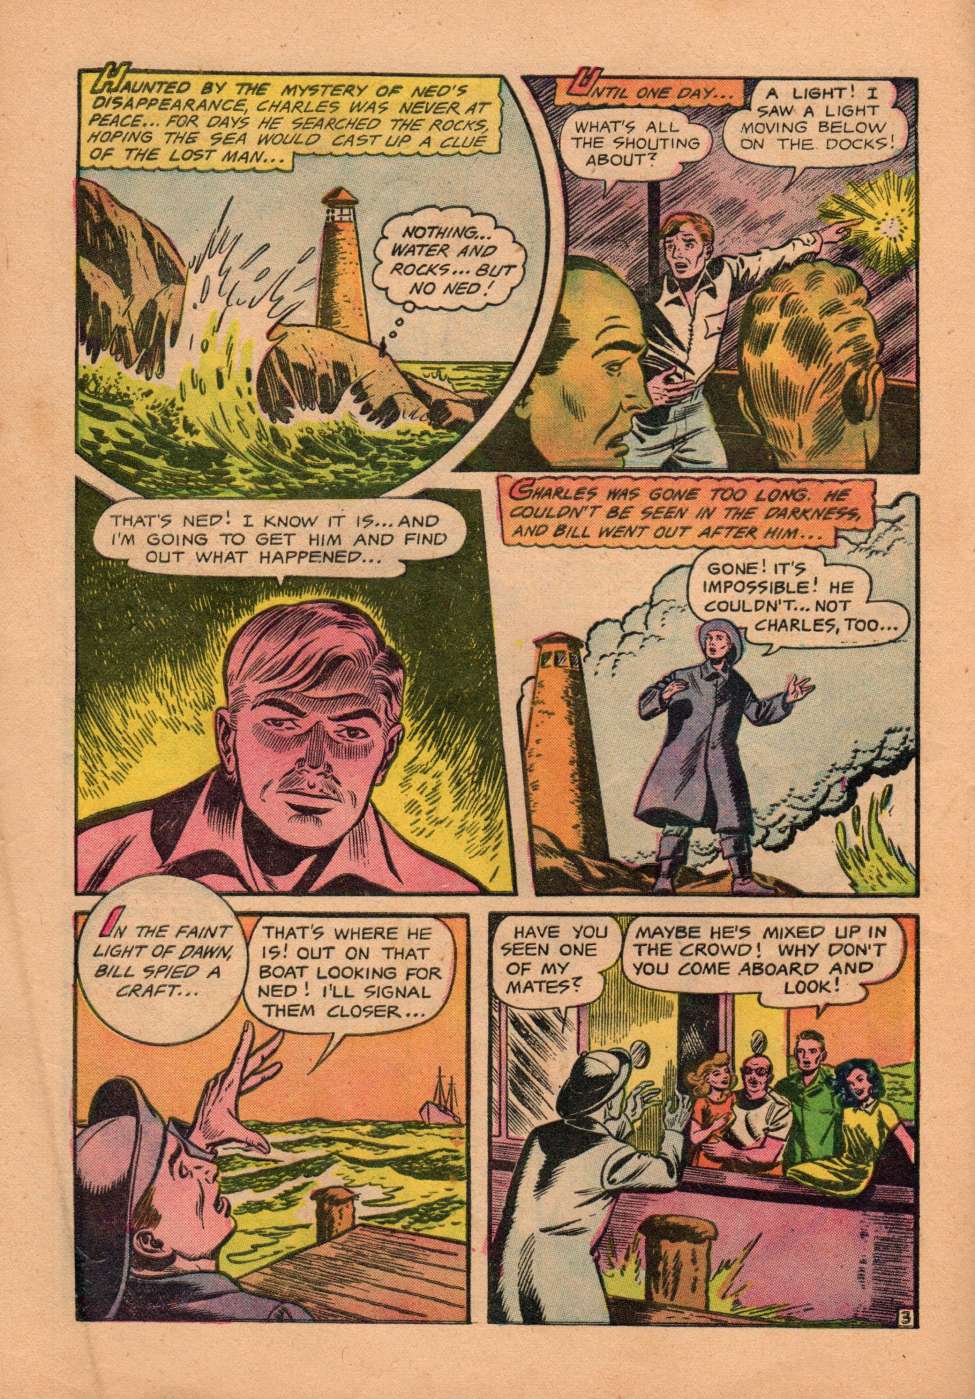 HAUNTED BY THE MYSTERY OF NED'S
DISAPPEARANCE, CHARLES WAS NEVER AT
PEACE... FOR DAYS HE SEARCHED THE ROCKS,
HOPING THE SEA WOULD CAST UP A CLUE
OF THE LOST MAN...
NOTHING...
WATER AND
ROCKS... BUT
NO NED!
UNTIL ONE DAY...
WHAT'S ALL
THE SHOUTING
ABOUT?
A LIGHT! I
SAW A LIGHT
MOVING BELOW
ON THE DOCKS!
THAT'S NED! I KNOW IT IS... AND
I'M GOING TO GET HIM AND FIND
OUT WHAT HAPPENED...
CHARLES WAS GONE TOO LONG. HE
COULDN'T BE SEEN IN THE DARKNESS,
AND BILL WENT OUT AFTER HIM...
GONE! IT'S
IMPOSSIBLE! HE
COULDN'T... NOT
CHARLES, TOO...
IN THE FAINT
LIGHT OF DAWN,
BILL SPIED A
CRAFT...
THAT'S WHERE HE
IS! OUT ON THAT
BOAT LOOKING FOR
NED! I'LL SIGNAL
THEM CLOSER...
HAVE YOU
SEEN ONE
OF MY
MATES?
MAYBE HE'S MIXED UP IN
THE CROWD! WHY DON'T
YOU COME ABOARD AND
LOOK!
3